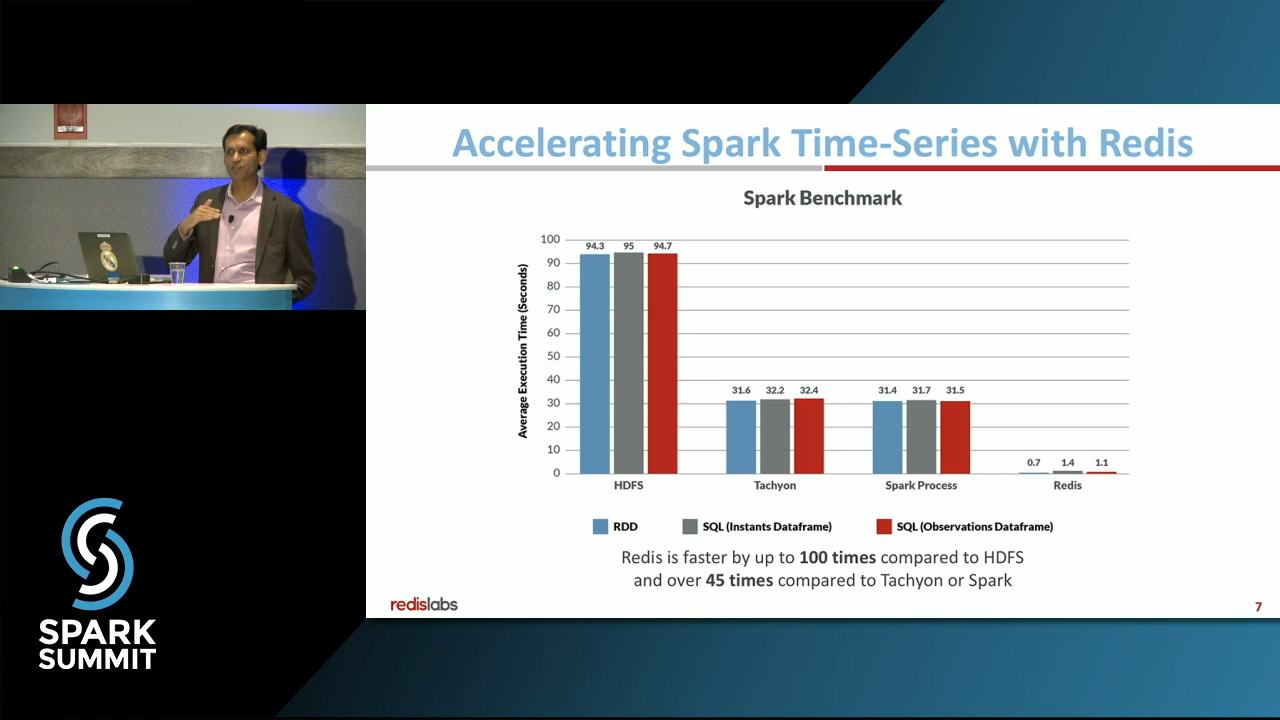 Accelerating Spark Time-Series with Redis
Spark Benchmark
Average Execution Time (Seconds)
100
90
80
70
60
50
40
30
20
10
0
94.3 95 94.7
31.6 32.2 32.4
31.4 31.7 31.5
0.7 1.4 1.1
HDFS Tachyon Spark Process Redis
RDD SQL (Instants Dataframe) SQL (Observations Dataframe)
Redis is faster by up to 100 times compared to HDFS
and over 45 times compared to Tachyon or Spark
redislabs
7
SPARK
SUMMIT